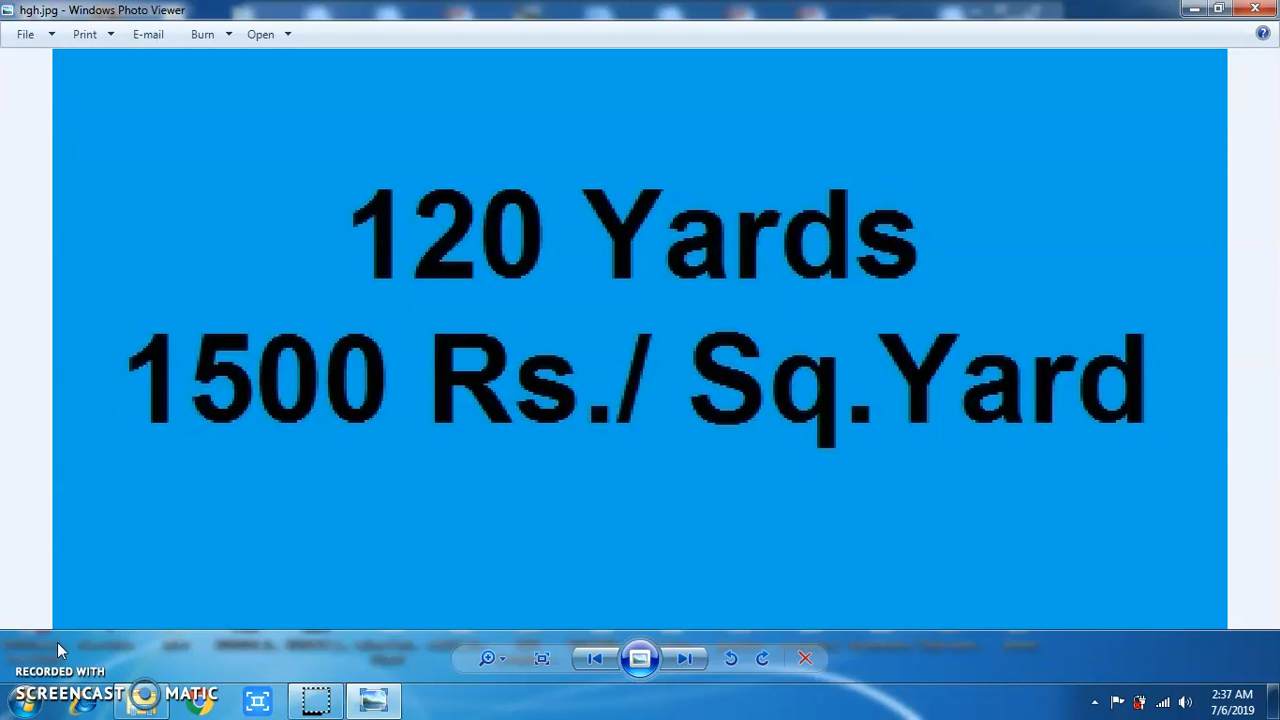 hgh.jpg - Windows Photo Viewer
File Print E-mail Burn Open
120 Yards
1500 Rs./ Sq.Yard
RECORDED WITH
SCREENCAST MATIC
2:37 AM
7/6/2019